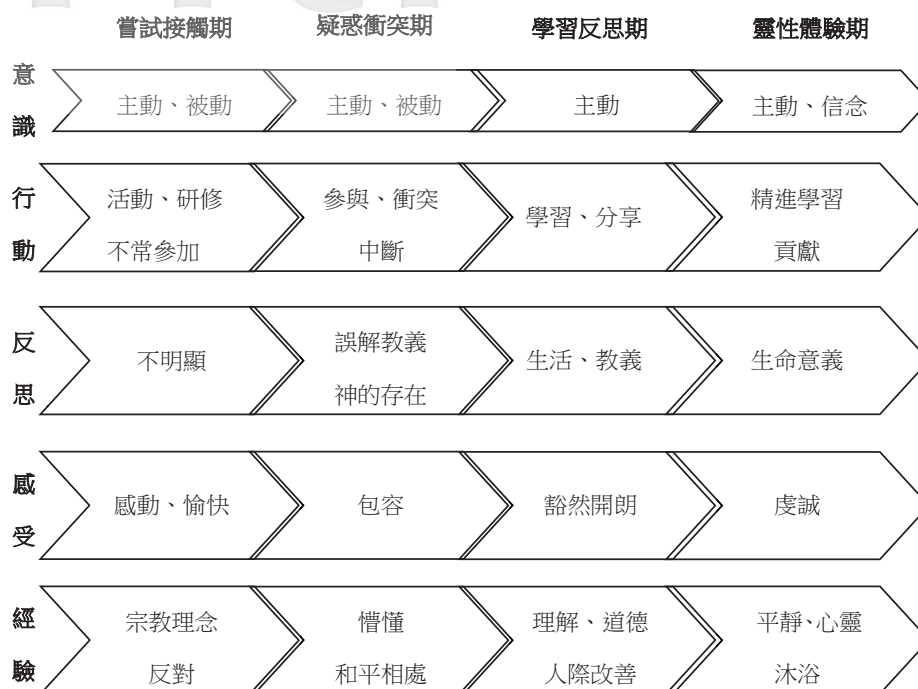 嘗試接觸期 疑惑衝突期 學習反思期 靈性體驗期
意識 主動、被動 主動、被動 主動 主動、信念
行動 活動、研修 參與、衝突 學習、分享 精進學習
不常參加 中斷 貢獻
反思 不明顯 誤解教義 生活、教義 生命意義
神的存在
感受 感動、愉快 包容 豁然開朗 虔誠
經驗 宗教理念 懵懂 理解、道德 平靜、心靈
反對 和平相處 人際改善 沐浴